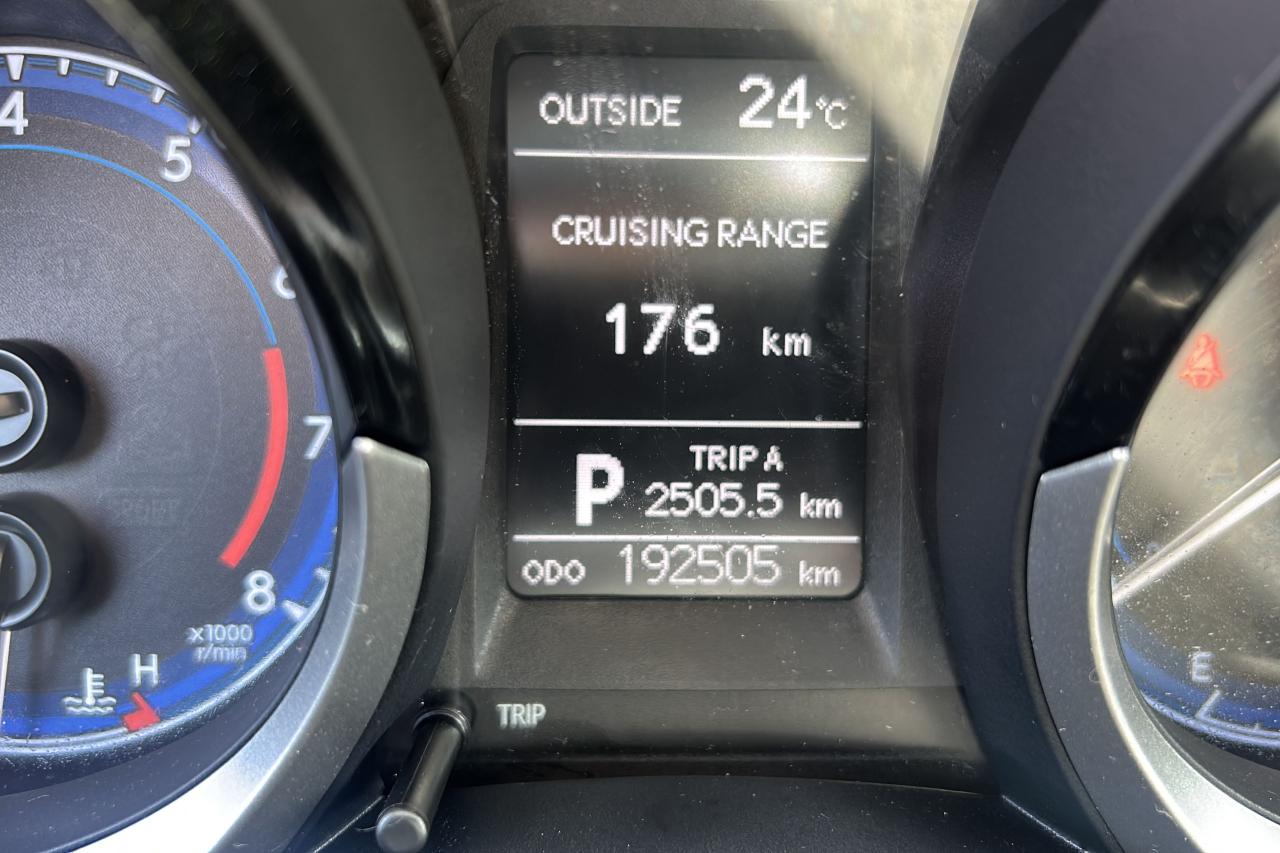 OUTSIDE 24°C
CRUISING RANGE
176 km
P TRIP A
2505.5 km
ODO 192505 km
TRIP
4
5
6
7
8
x1000
r/min
H
E